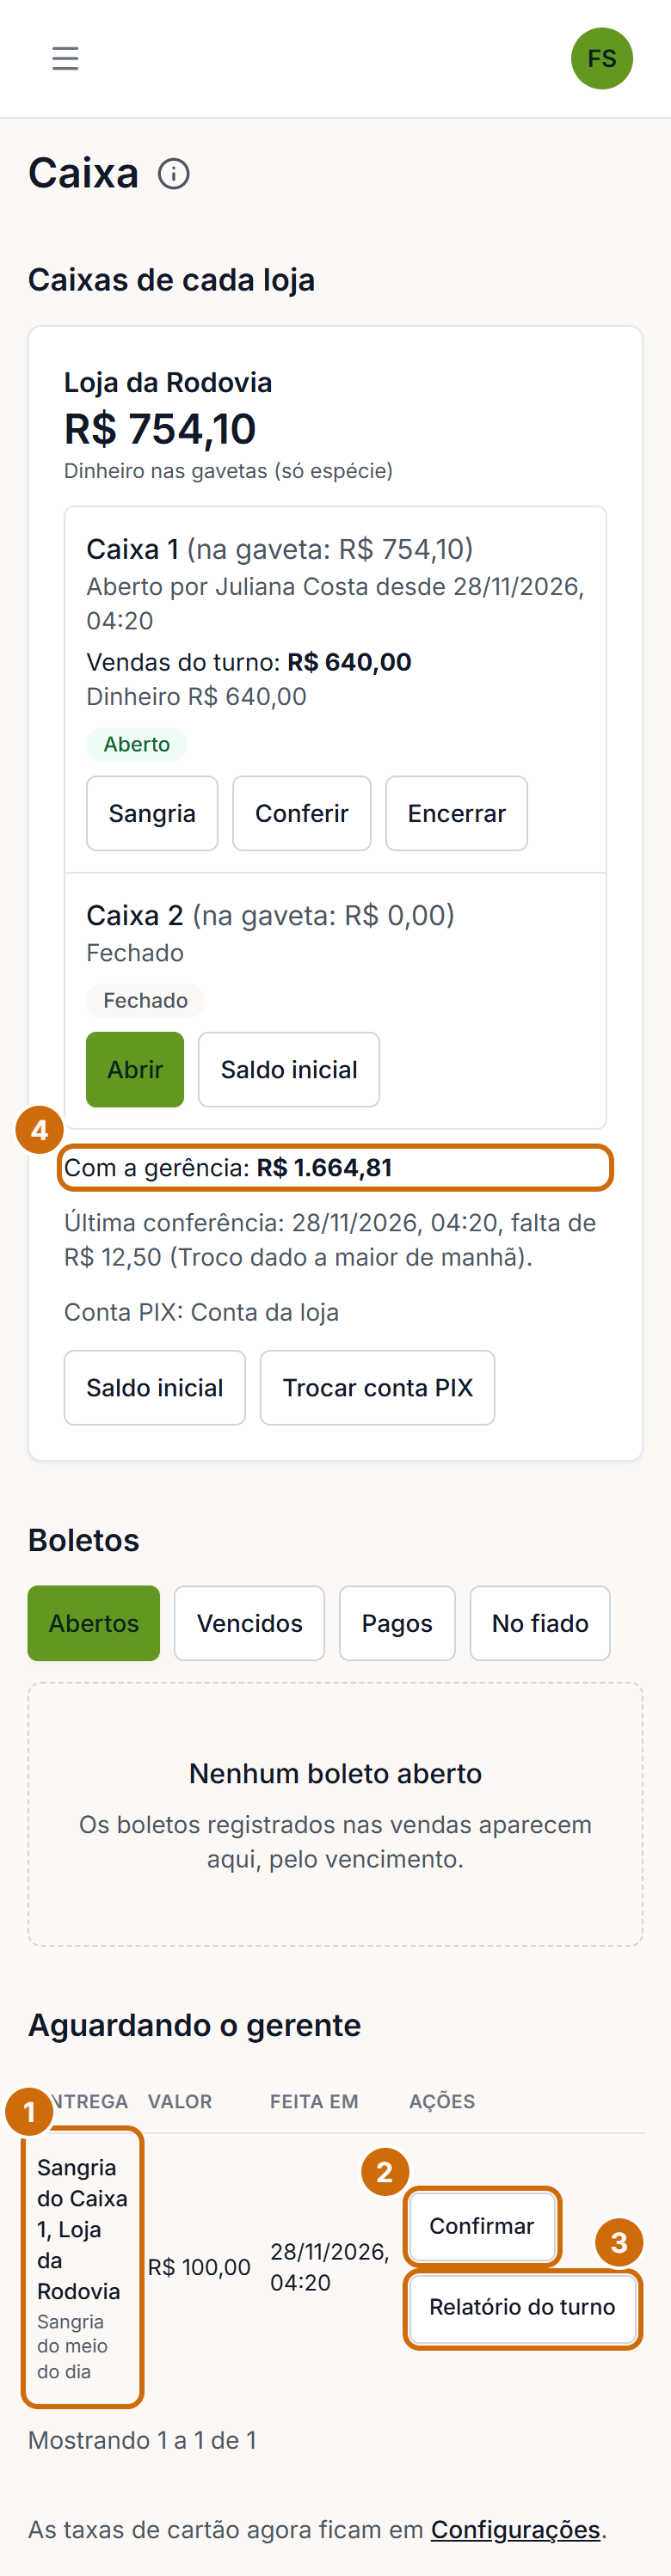 FS
Caixa
Caixas de cada loja
Loja da Rodovia
R$ 754,10
Dinheiro nas gavetas (só espécie)
Caixa 1 (na gaveta: R$ 754,10)
Aberto por Juliana Costa desde 28/11/2026,
04:20
Vendas do turno: R$ 640,00
Dinheiro R$ 640,00
Aberto
Sangria Conferir Encerrar
Caixa 2 (na gaveta: R$ 0,00)
Fechado
Fechado
Abrir Saldo inicial
4
Com a gerência: R$ 1.664,81
Última conferência: 28/11/2026, 04:20, falta de
R$ 12,50 (Troco dado a maior de manhã).
Conta PIX: Conta da loja
Saldo inicial Trocar conta PIX
Boletos
Abertos Vencidos Pagos No fiado
Nenhum boleto aberto
Os boletos registrados nas vendas aparecem
aqui, pelo vencimento.
Aguardando o gerente
1 NTREGA VALOR FEITA EM AÇÕES
Sangria
do Caixa
1, Loja
da
Rodovia
Sangria
do meio
do dia
R$ 100,00
28/11/2026,
04:20
2
Confirmar
3
Relatório do turno
Mostrando 1 a 1 de 1
As taxas de cartão agora ficam em Configurações.